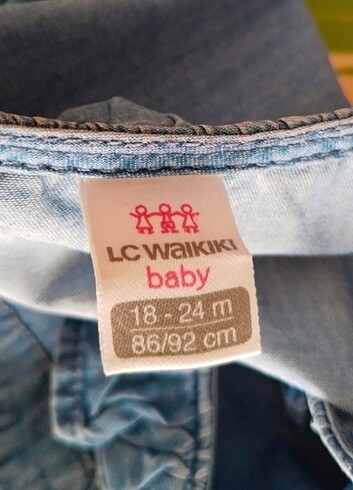 LC WAIKIKI
baby
18 - 24 m
86/92 cm